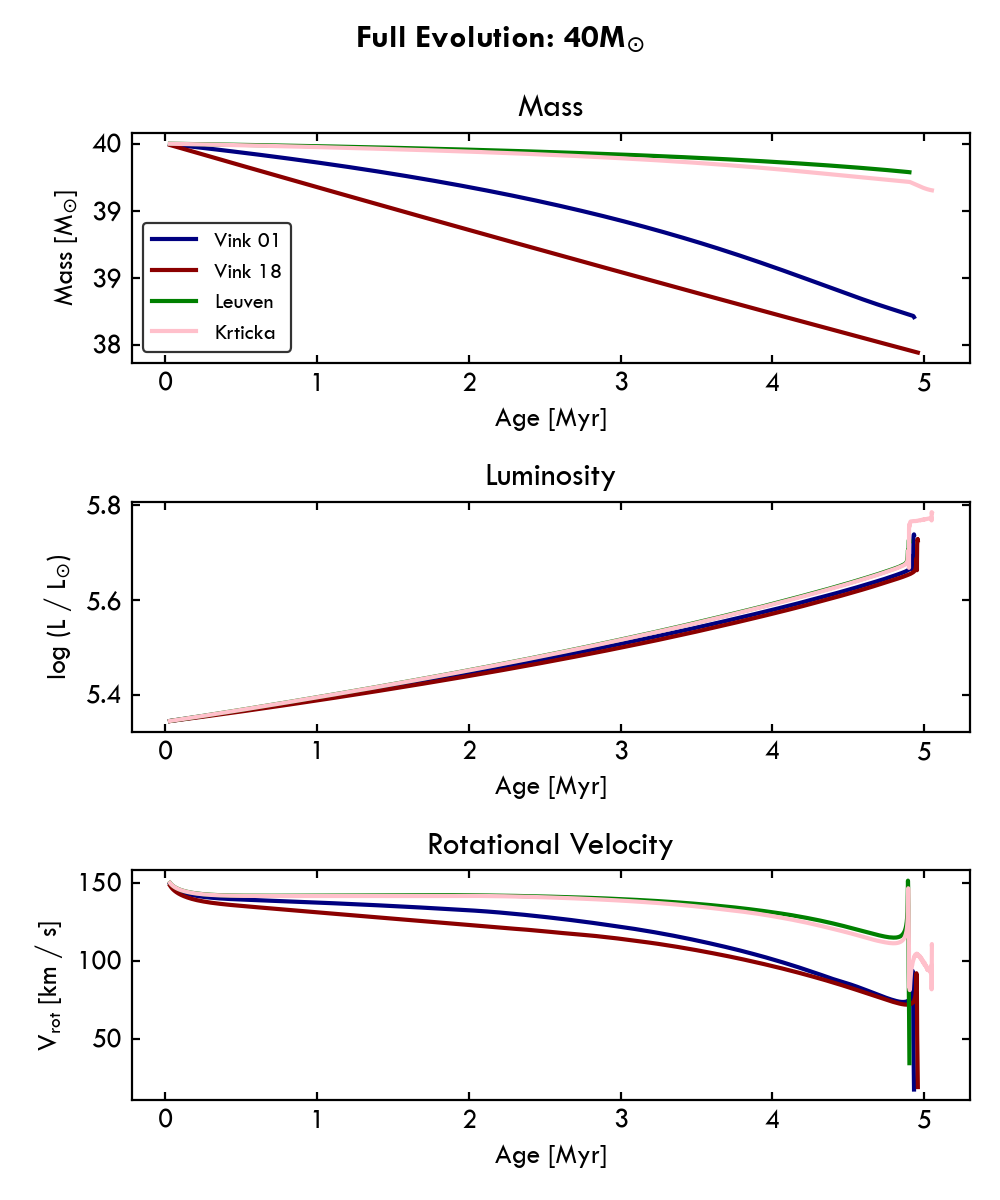 Full Evolution: 40M☉
Mass
40
39
39
38
Mass [M☉]
Vink 01
Vink 18
Leuven
Krticka
0 1 2 3 4 5
Age [Myr]
Luminosity
5.8
5.6
5.4
log (L / L☉)
0 1 2 3 4 5
Age [Myr]
Rotational Velocity
150
100
50
Vrot [km / s]
0 1 2 3 4 5
Age [Myr]